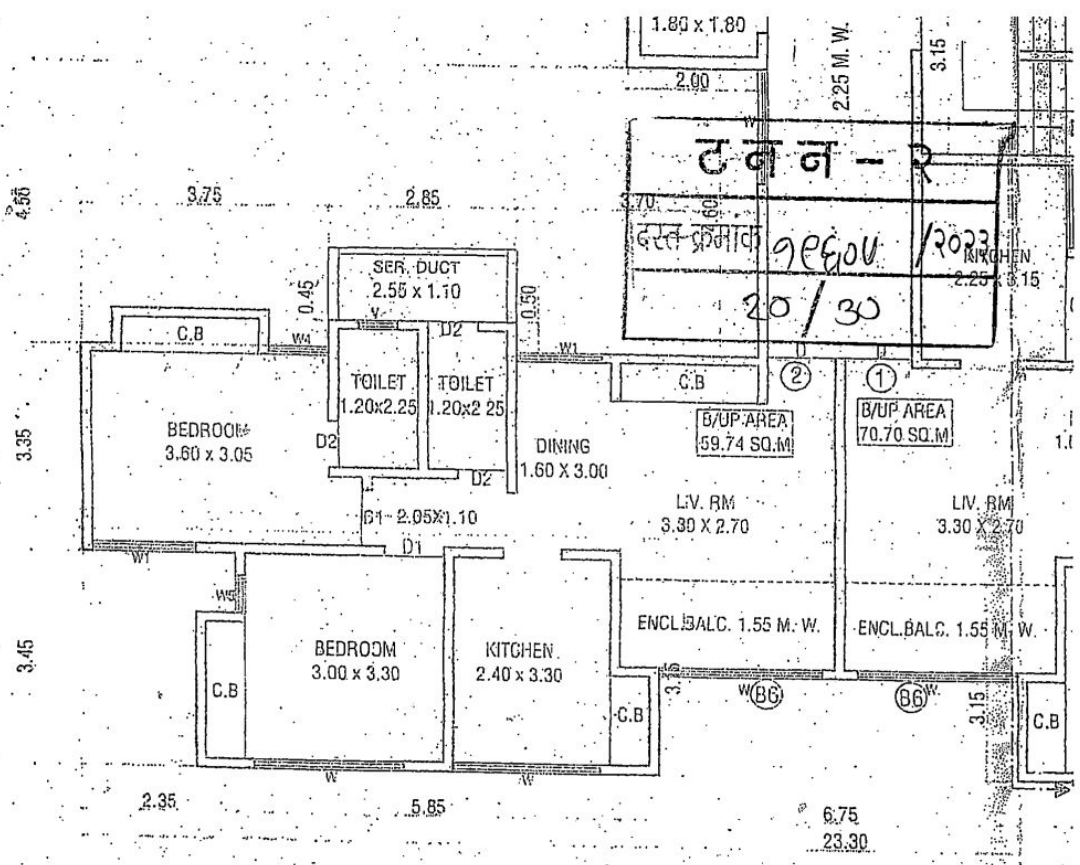 1.80 x 1.80
2.00
2.25 M. W.
3.15
W
ट न न - २
3.75
2.85
3.70
4.50
दस्त क्रमांक १९६०५ /२०२३
KITCHEN
2.25 x 3.15
20 / 30
SER. DUCT
2.55 x 1.10
0.45
0.50
C.B
W4
V
D2
W1
TOILET
1.20x2.25
TOILET
1.20x2.25
C.B
D
2
D
1
B/UP AREA
59.74 SQ.M
B/UP AREA
70.70 SQ.M
BEDROOM
3.60 x 3.05
3.35
D2
DINING
1.60 X 3.00
D2
LIV. RM
3.30 X 2.70
LIV. RM
3.30 X 2.70
2.05X1.10
D1
W1
W5
ENCL.BALC. 1.55 M. W.
ENCL.BALC. 1.55 M. W.
3.45
BEDROOM
3.00 x 3.30
KITCHEN
2.40 x 3.30
C.B
C.B
W
B6
B6
W
3.15
C.B
W
W
2.35
5.85
6.75
23.30